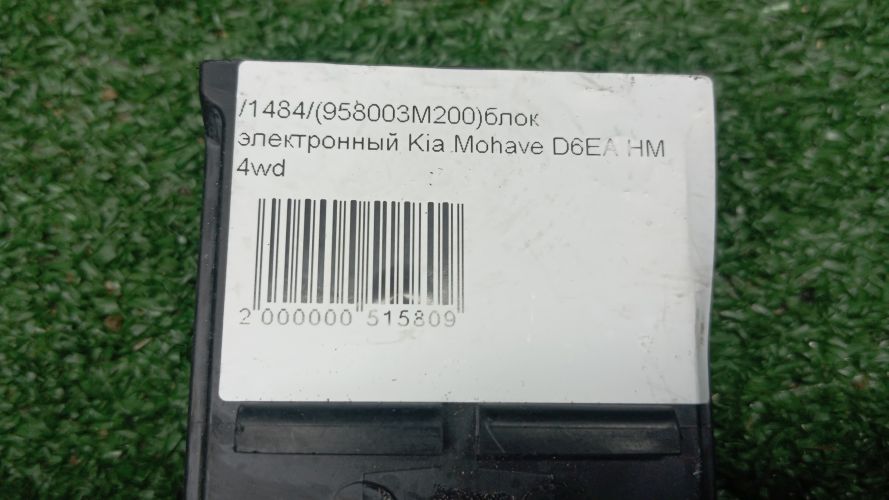 /1484/(958003M200)блок
электронный Kia Mohave D6EA HM
4wd
2 000000 515809